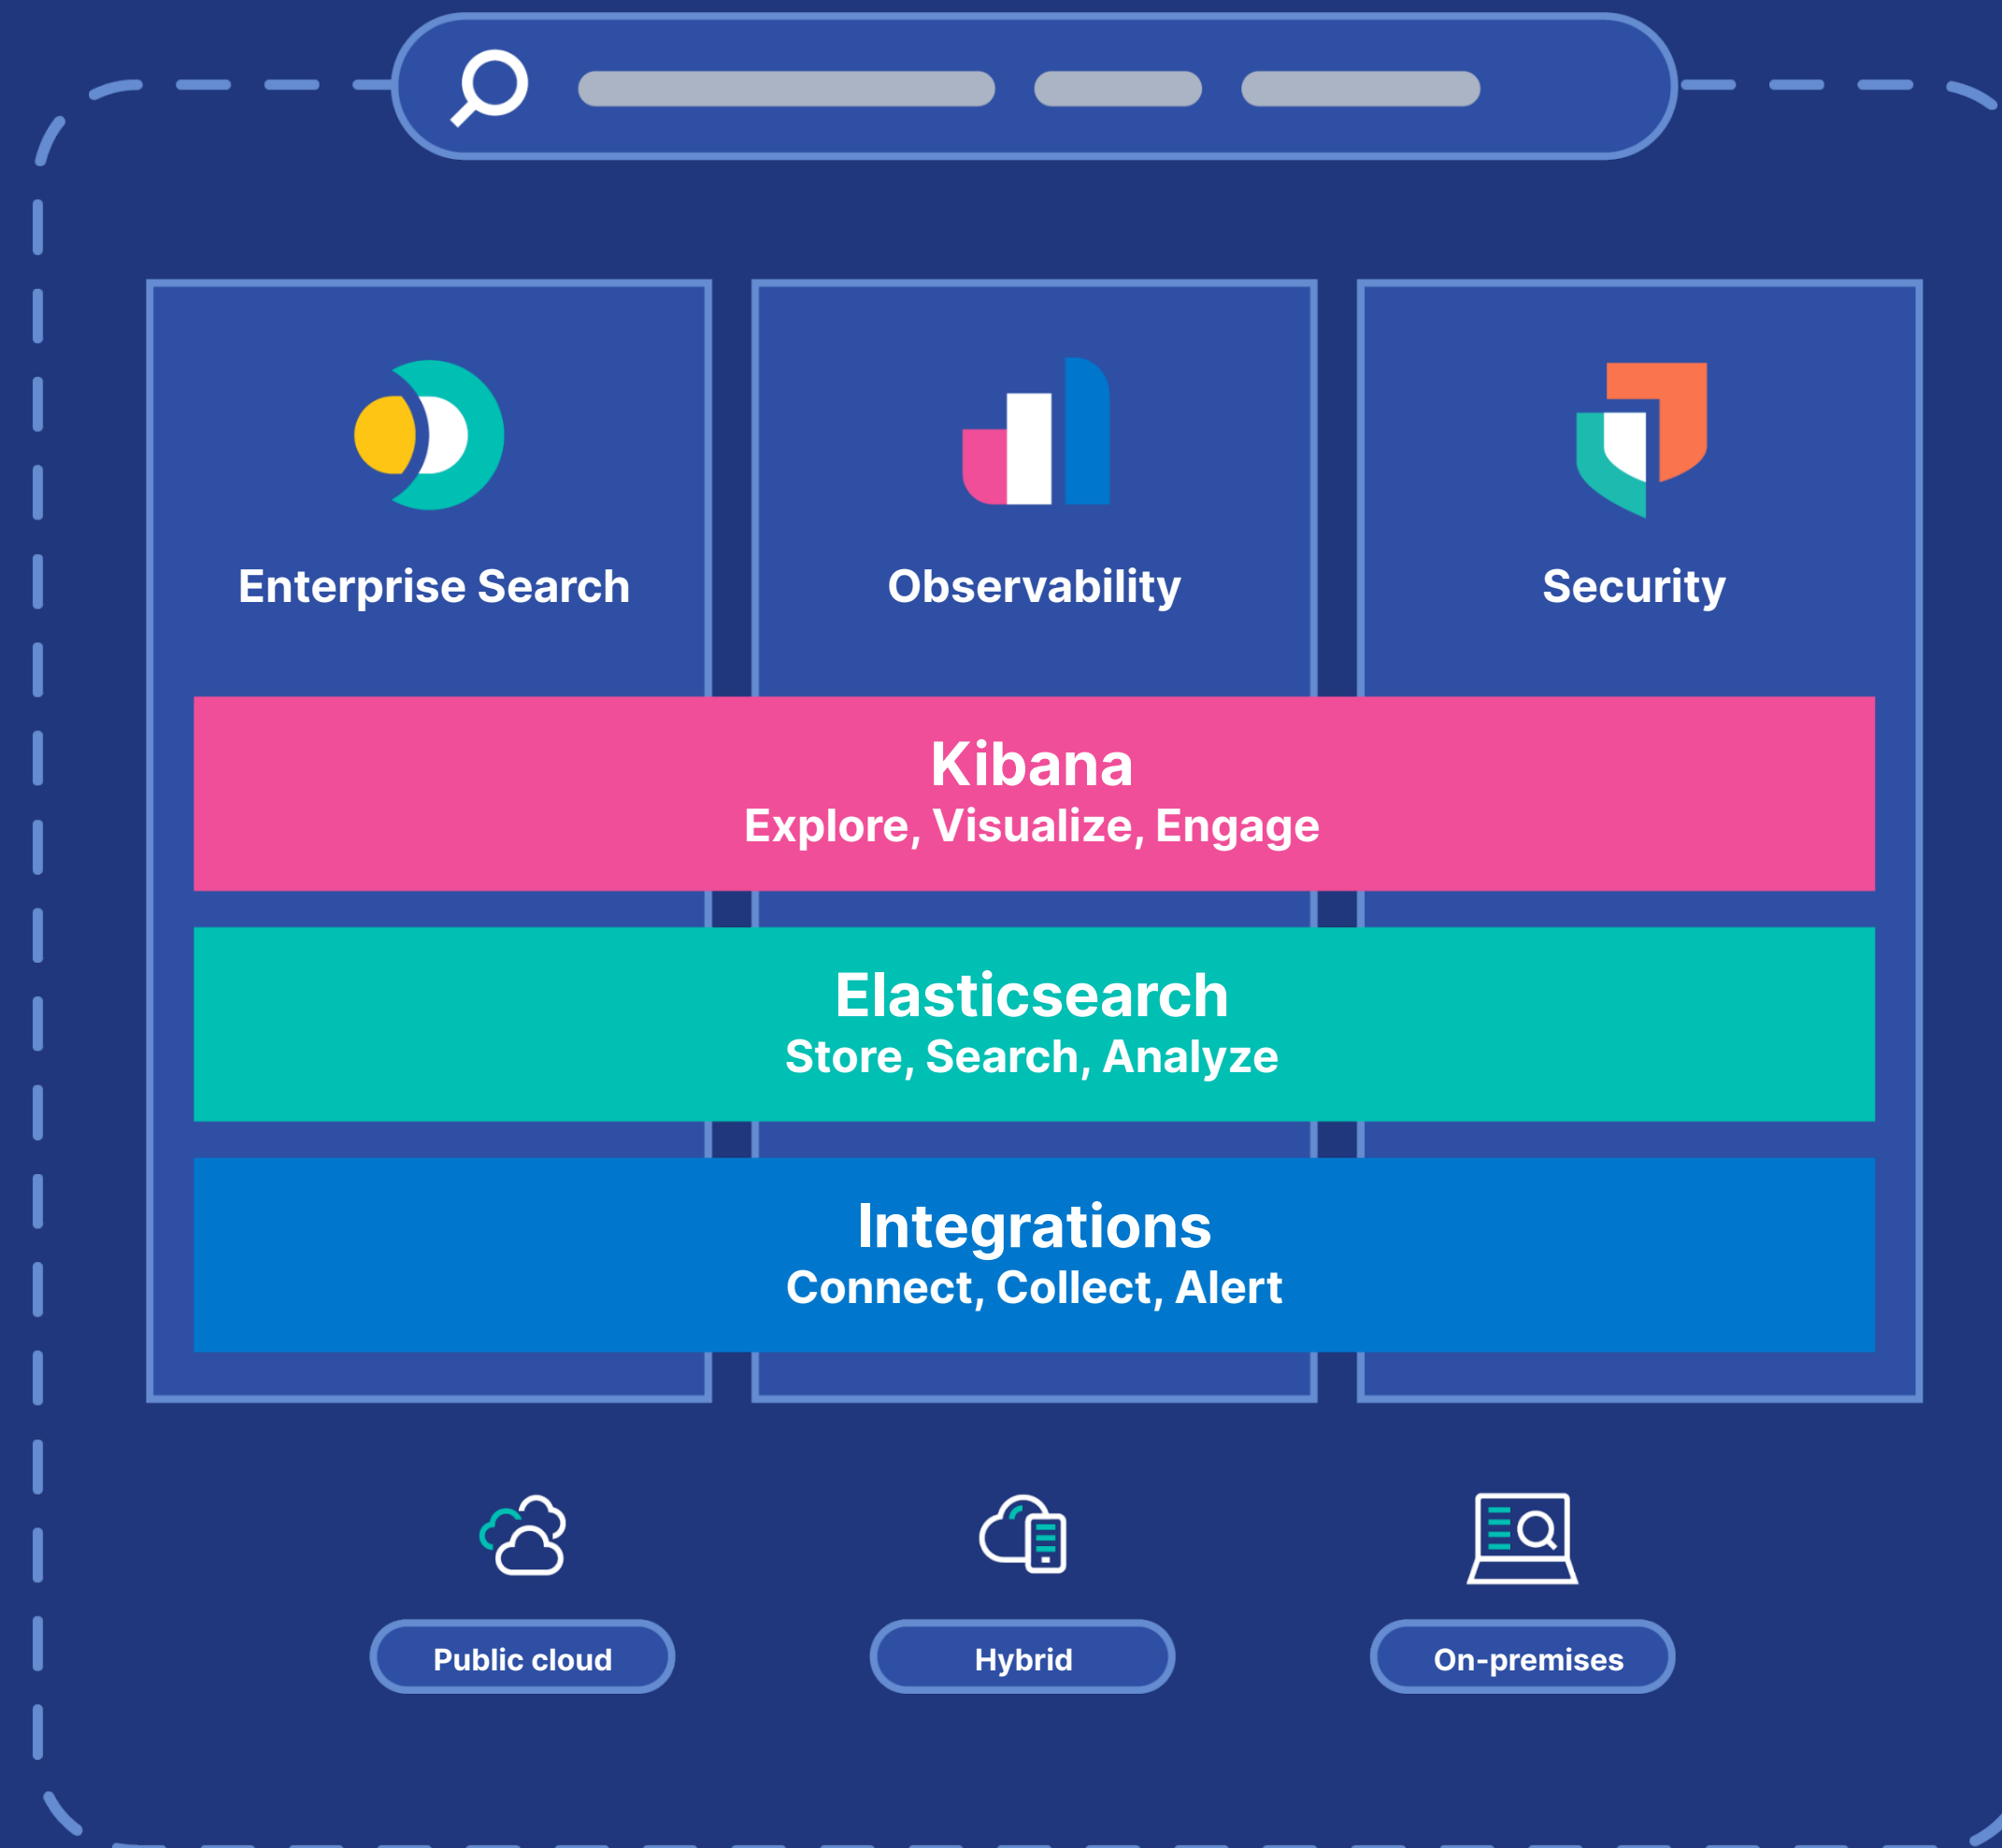 Enterprise Search
Observability
Security
Kibana
Explore, Visualize, Engage
Elasticsearch
Store, Search, Analyze
Integrations
Connect, Collect, Alert
Public cloud
Hybrid
On-premises